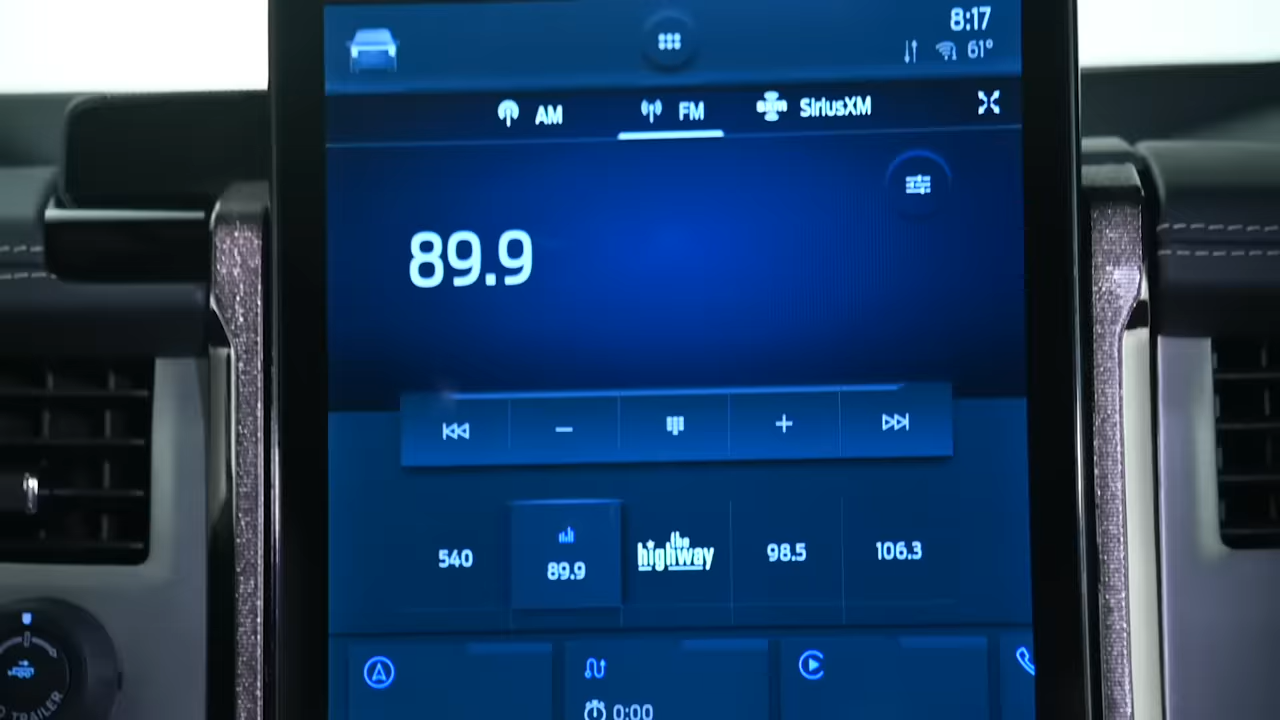 8:17
61°
AM
FM
SXM
SiriusXM
89.9
540
89.9
the
highway
98.5
106.3
0:00
TRAILER